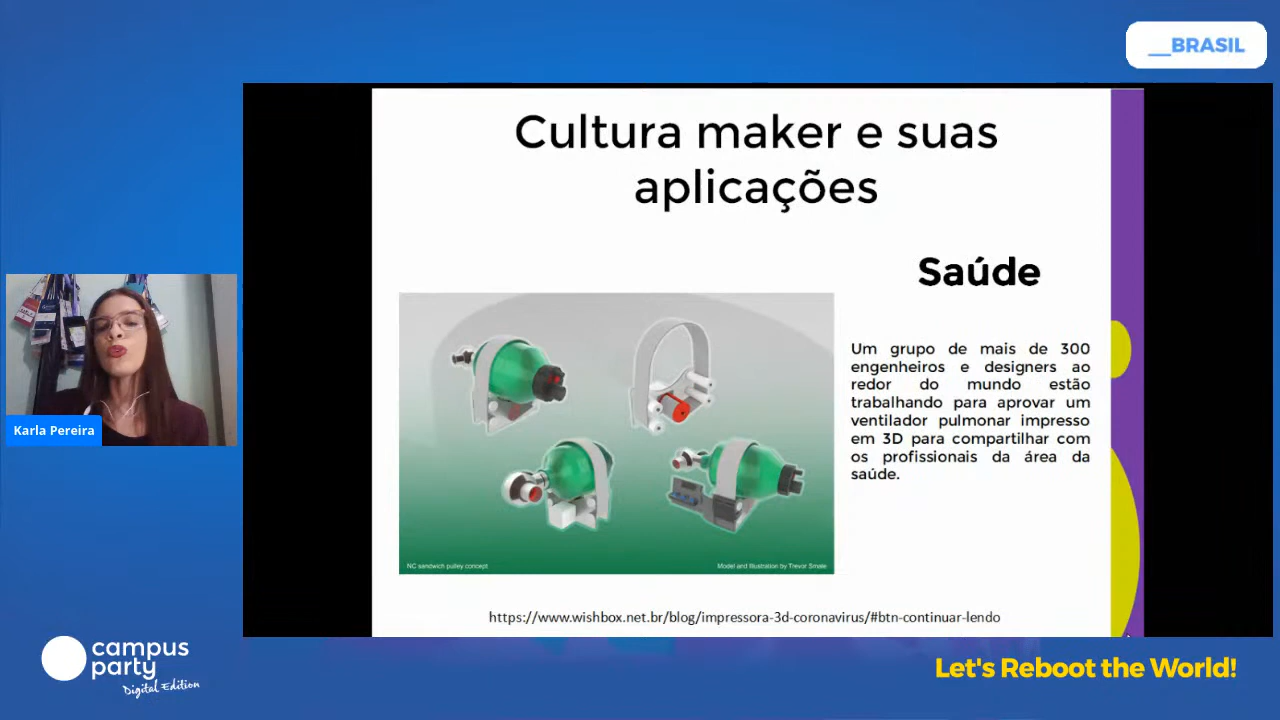 __BRASIL
Cultura maker e suas
aplicações
Saúde
Um grupo de mais de 300
engenheiros e designers ao
redor do mundo estão
trabalhando para aprovar um
ventilador pulmonar impresso
em 3D para compartilhar com
os profissionais da área da
saúde.
NC sandwich pulley concept
Model and Illustration by Trevor Smale
https://www.wishbox.net.br/blog/impressora-3d-coronavirus/#btn-continuar-lendo
Karla Pereira
campus
party
Digital Edition
Let's Reboot the World!